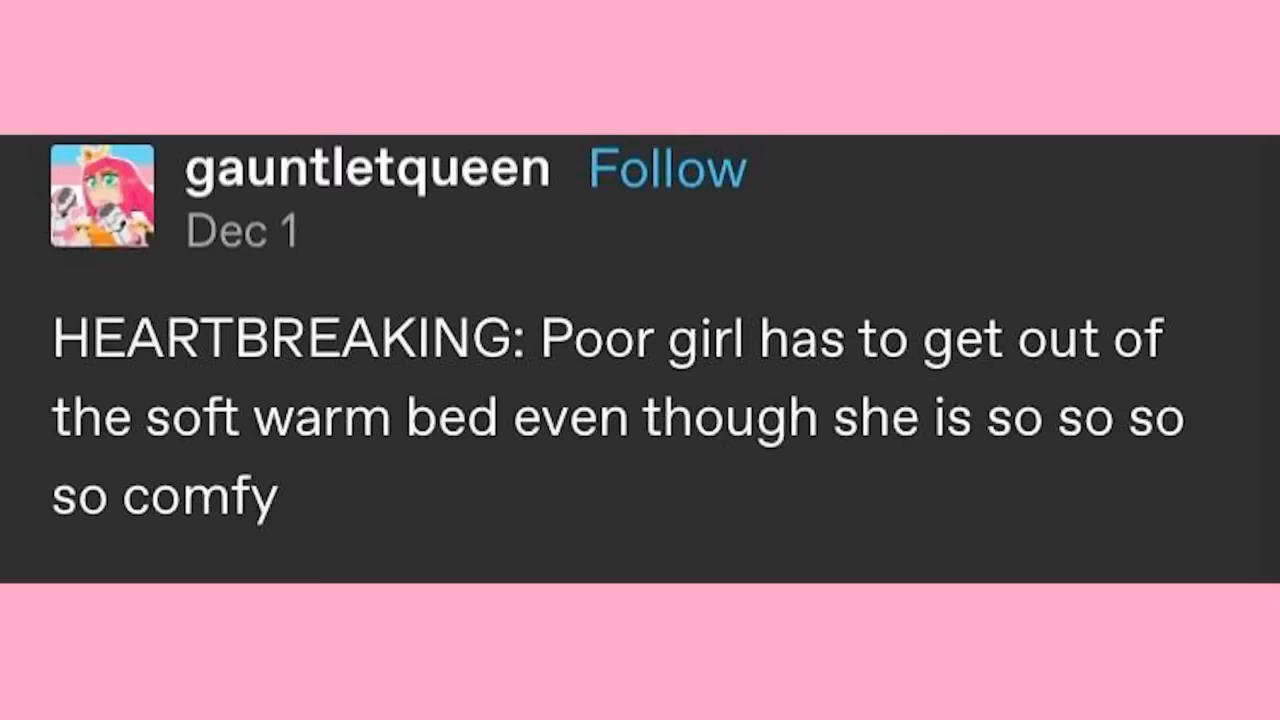 gauntletqueen Follow
Dec 1
HEARTBREAKING: Poor girl has to get out of
the soft warm bed even though she is so so so
so comfy